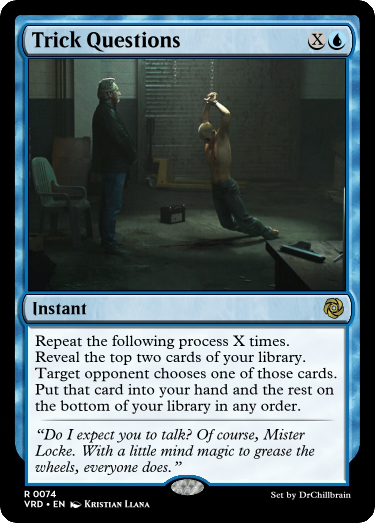 Trick Questions
X
Instant
Repeat the following process X times.
Reveal the top two cards of your library.
Target opponent chooses one of those cards.
Put that card into your hand and the rest on
the bottom of your library in any order.
“Do I expect you to talk? Of course, Mister
Locke. With a little mind magic to grease the
wheels, everyone does.”
R 0074
VRD • EN Kristian Llana
Set by DrChillbrain